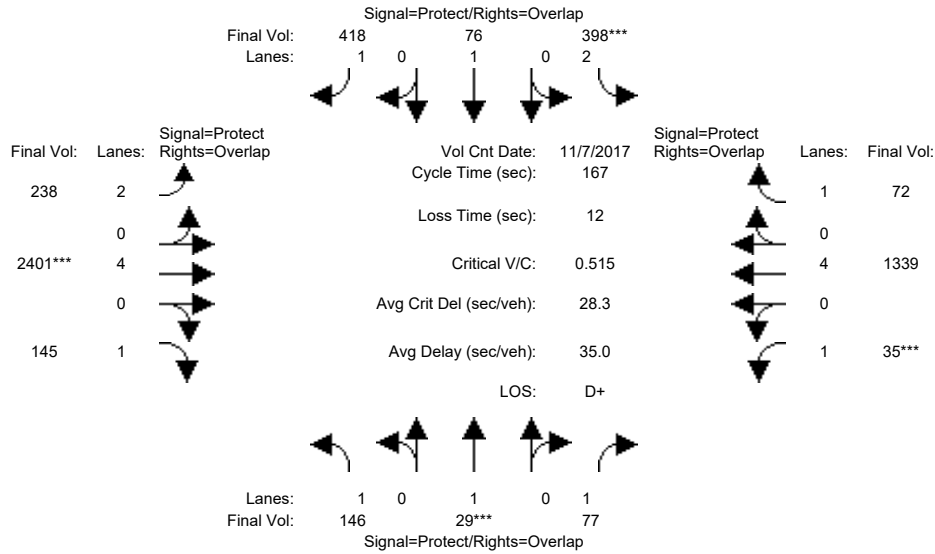 Signal=Protect/Rights=Overlap
Final Vol: 418 76 398***
Lanes: 1 0 1 0 2
Signal=Protect
Final Vol: Lanes: Rights=Overlap
Vol Cnt Date: 11/7/2017
Signal=Protect
Rights=Overlap Lanes: Final Vol:
Cycle Time (sec): 167
238 2
1 72
Loss Time (sec): 12
0
0
2401*** 4
Critical V/C: 0.515
4 1339
0
Avg Crit Del (sec/veh): 28.3
0
145 1
Avg Delay (sec/veh): 35.0
1 35***
LOS: D+
Lanes: 1 0 1 0 1
Final Vol: 146 29*** 77
Signal=Protect/Rights=Overlap